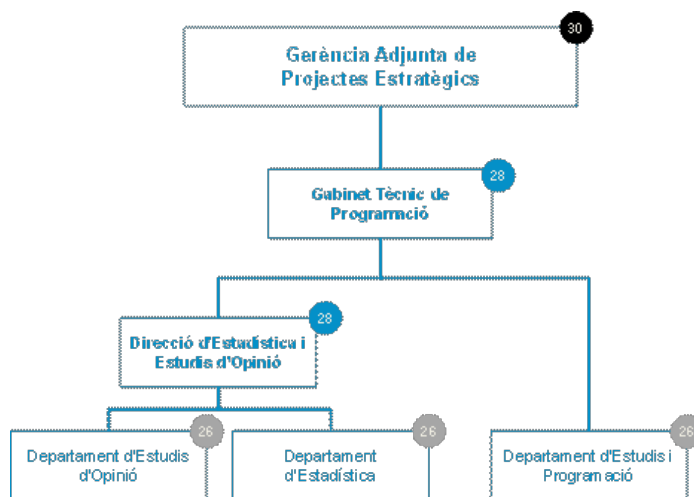 30
Gerència Adjunta de
Projectes Estratègics
28
Gabinet Tècnic de
Programació
28
Direcció d'Estadística i
Estudis d'Opinió
26
Departament d'Estudis
d'Opinió
26
Departament
d'Estadística
26
Departament d'Estudis i
Programació